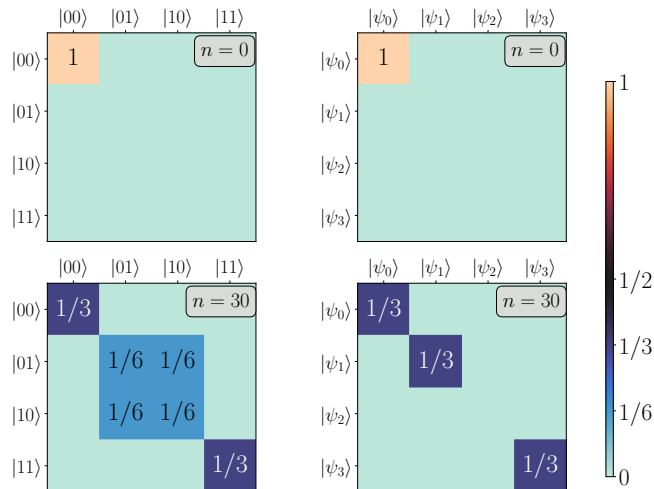 |00⟩ |01⟩ |10⟩ |11⟩
|00⟩ 1 n = 0
|01⟩
|10⟩
|11⟩
|ψ₀⟩ |ψ₁⟩ |ψ₂⟩ |ψ₃⟩
|ψ₀⟩ 1 n = 0
|ψ₁⟩
|ψ₂⟩
|ψ₃⟩
|00⟩ |01⟩ |10⟩ |11⟩
|00⟩ 1/3 n = 30
|01⟩ 1/6 1/6
|10⟩ 1/6 1/6
|11⟩ 1/3
|ψ₀⟩ |ψ₁⟩ |ψ₂⟩ |ψ₃⟩
|ψ₀⟩ 1/3 n = 30
|ψ₁⟩ 1/3
|ψ₂⟩
|ψ₃⟩ 1/3
1
1/2
1/3
1/6
0